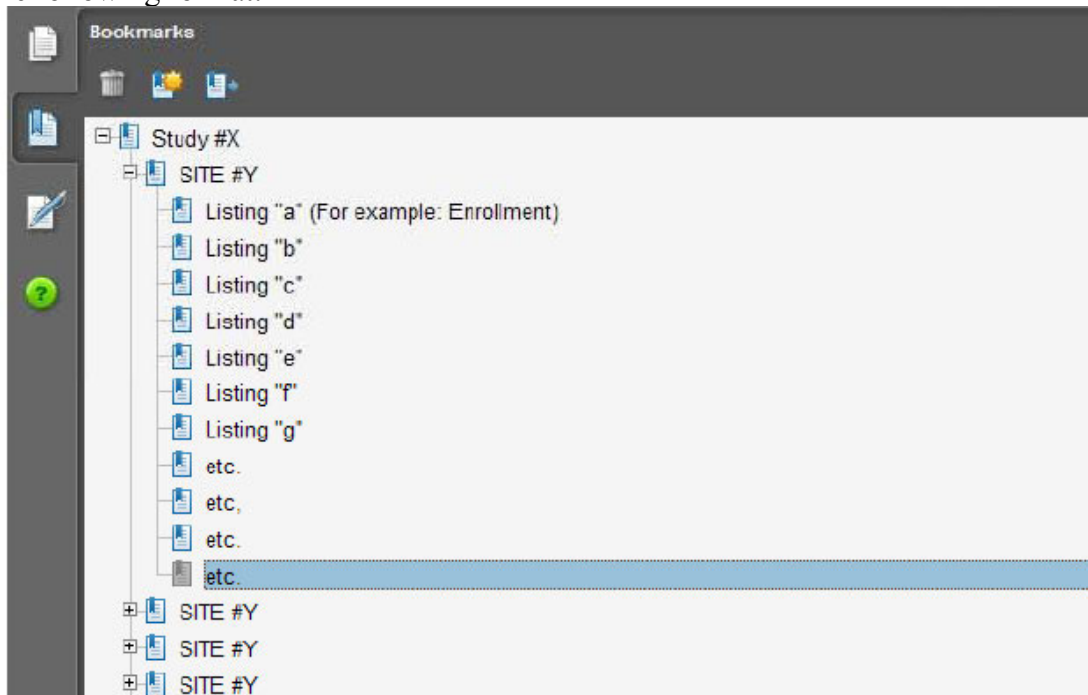 Bookmarks
Study #X
SITE #Y
Listing "a" (For example: Enrollment)
Listing "b"
Listing "c"
Listing "d"
Listing "e"
Listing "f"
Listing "g"
etc.
etc,
etc.
etc.
SITE #Y
SITE #Y
SITE #Y